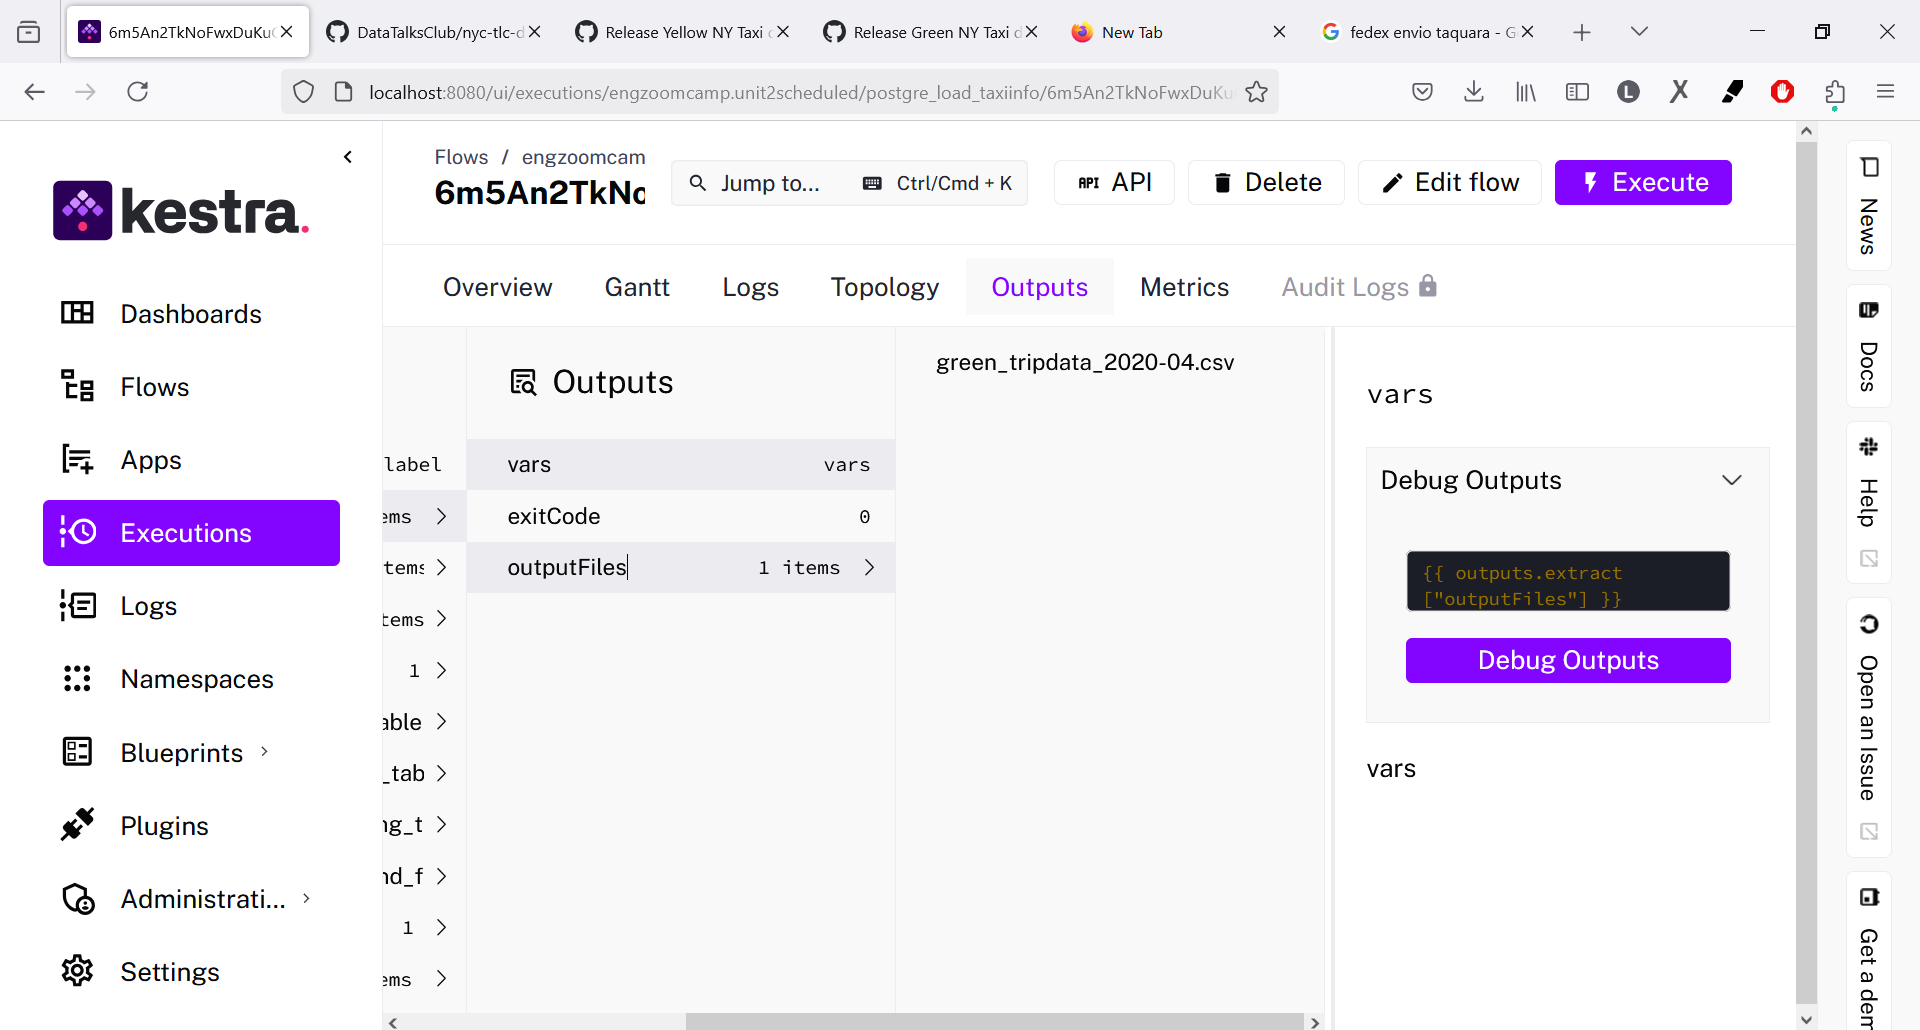 6m5An2TkNoFwxDuKu
DataTalksClub/nyc-tlc-d
Release Yellow NY Taxi
Release Green NY Taxi d
New Tab
fedex envio taquara - G
localhost:8080/ui/executions/engzoomcamp.unit2scheduled/postgre_load_taxiinfo/6m5An2TkNoFwxDuKu
L
kestra.
Dashboards
Flows
Apps
Executions
Logs
Namespaces
Blueprints
Plugins
Administrati...
Settings
Flows / engzoomcam
6m5An2TkNo
Jump to...
Ctrl/Cmd + K
API API
Delete
Edit flow
Execute
Overview
Gantt
Logs
Topology
Outputs
Metrics
Audit Logs
label
ems
tems
tems
1
able
_tab
ng_t
nd_f
1
ems
Outputs
vars vars
exitCode 0
outputFiles 1 items
green_tripdata_2020-04.csv
vars
Debug Outputs
{{ outputs.extract
["outputFiles"] }}
Debug Outputs
vars
News
Docs
Help
Open an Issue
Get a dem